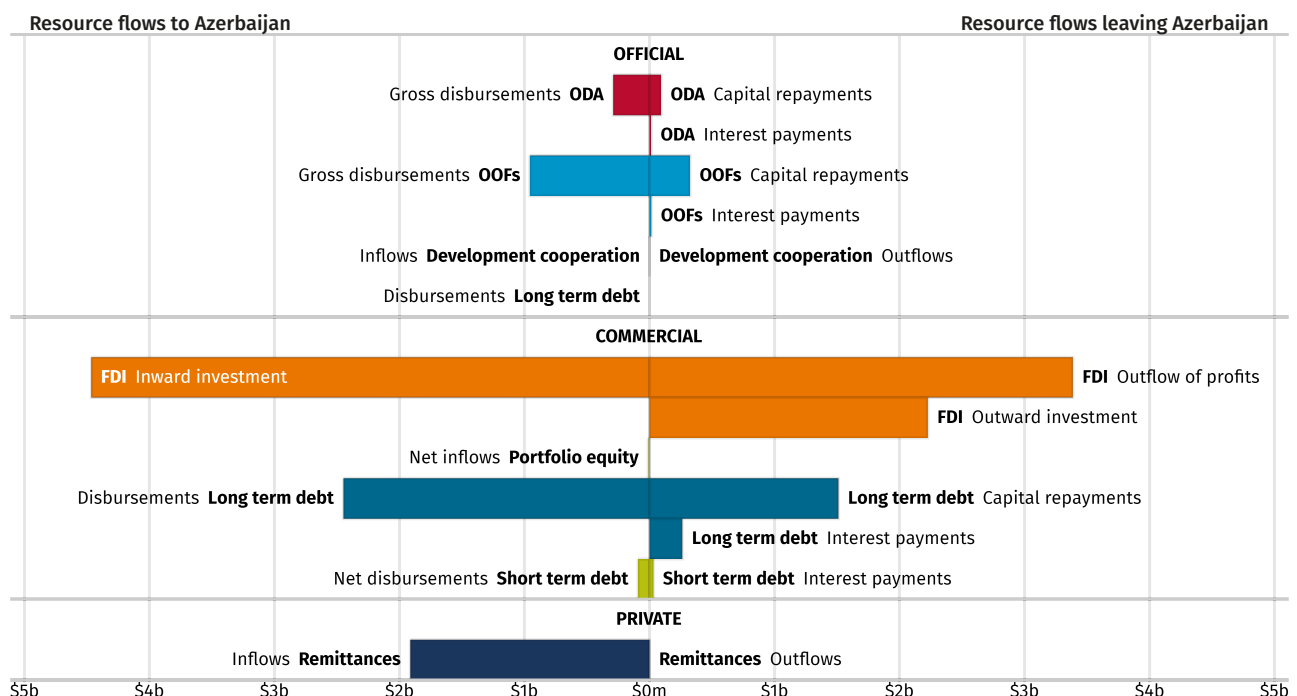 Resource flows to Azerbaijan Resource flows leaving Azerbaijan
OFFICIAL
Gross disbursements ODA ODA Capital repayments
ODA Interest payments
Gross disbursements OOFs OOFs Capital repayments
OOFs Interest payments
Inflows Development cooperation Development cooperation Outflows
Disbursements Long term debt
COMMERCIAL
FDI Inward investment FDI Outflow of profits
FDI Outward investment
Net inflows Portfolio equity
Disbursements Long term debt Long term debt Capital repayments
Long term debt Interest payments
Net disbursements Short term debt Short term debt Interest payments
PRIVATE
Inflows Remittances Remittances Outflows
$5b $4b $3b $2b $1b $0m $1b $2b $3b $4b $5b